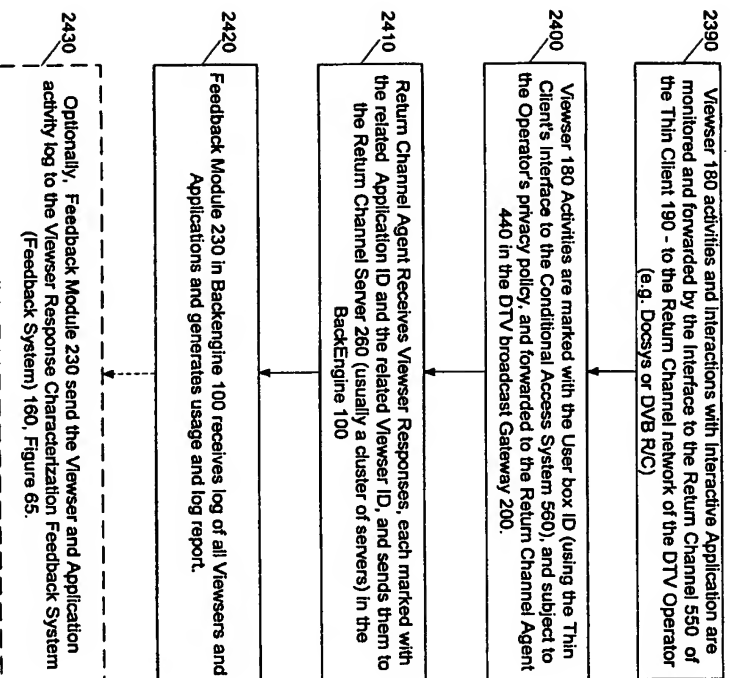 2390
Viewser 180 activities and Interactions with Interactive Application are
monitored and forwarded by the Interface to the Return Channel 550 of
the Thin Client 190 - to the Return Channel network of the DTV Operator
(e.g. Docsys or DVB R/C)
2400
Viewser 180 Activities are marked with the User box ID (using the Thin
Client's Interface to the Conditional Access System 560), and subject to
the Operator's privacy policy, and forwarded to the Return Channel Agent
440 in the DTV broadcast Gateway 200.
2410
Return Channel Agent Receives Viewser Responses, each marked with
the related Application ID and the related Viewser ID, and sends them to
the Return Channel Server 260 (usually a cluster of servers) in the
BackEngine 100
2420
Feedback Module 230 in Backengine 100 receives log of all Viewsers and
Applications and generates usage and log report.
2430
Optionally, Feedback Module 230 send the Viewser and Application
activity log to the Viewser Response Characterization Feedback System
(Feedback System) 160, Figure 65.